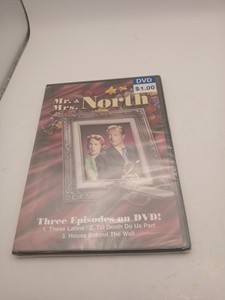 DVD
$1.00
Mr. &
Mrs. North
Three Episodes on DVD!
1. These Latins 2. Til Death Do Us Part
3. House Behind The Wall